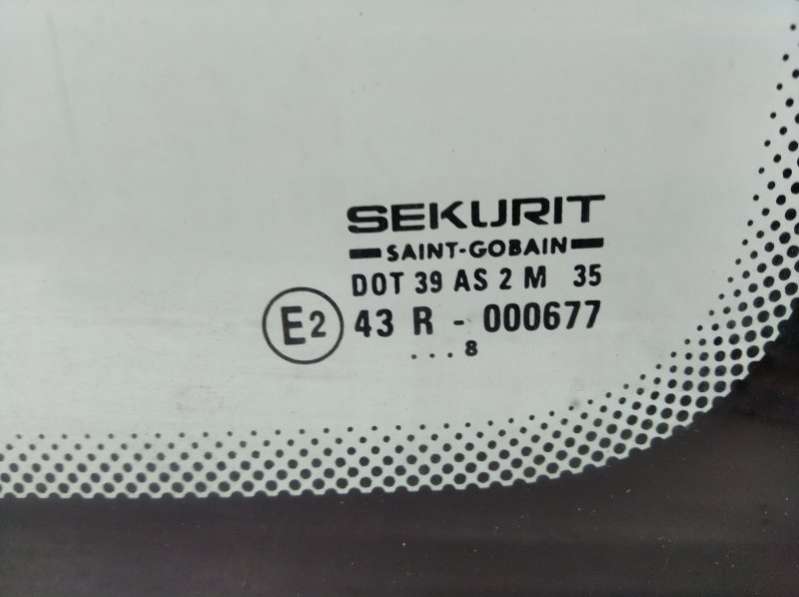 SEKURIT
SAINT-GOBAIN
DOT 39 AS 2 M 35
E2 43 R - 000677
...8